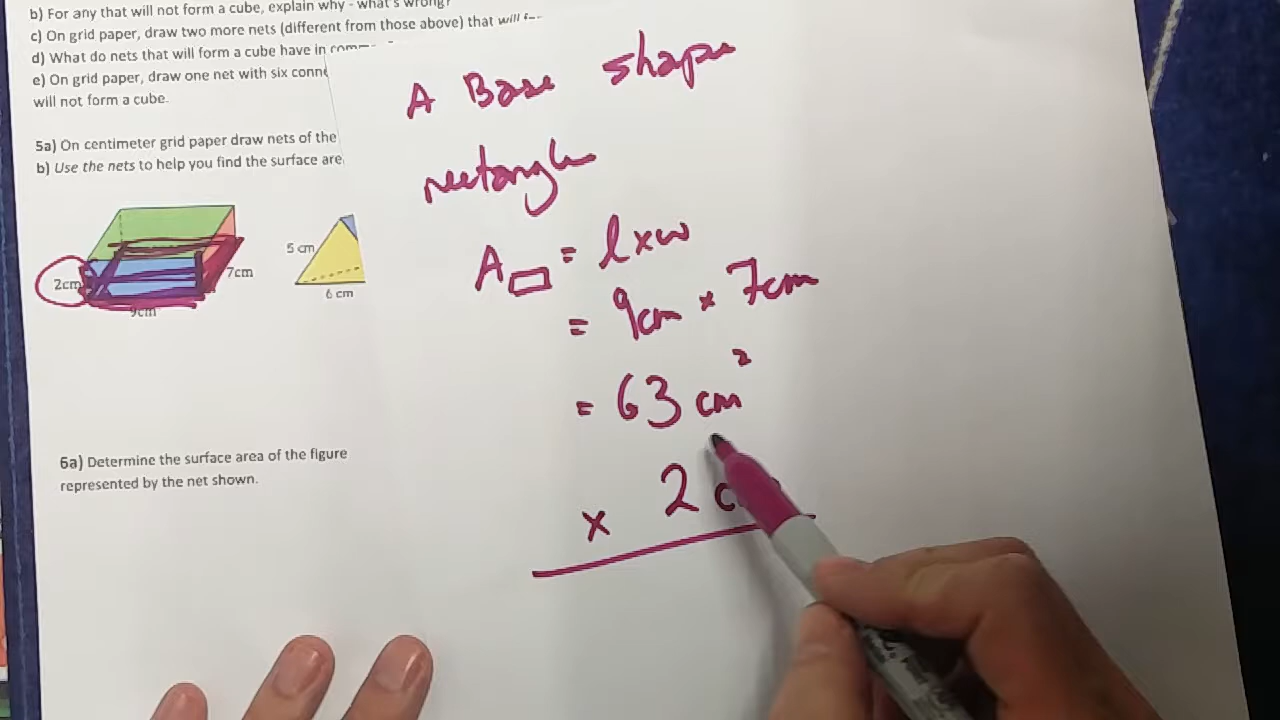 b) For any that will not form a cube, explain why - what's wrong?
c) On grid paper, draw two more nets (different from those above) that will
d) What do nets that will form a cube have in
e) On grid paper, draw one net with six
will not form a cube.
5a) On centimeter grid paper draw nets of the
b) Use the nets to help you find the surface
2cm
7cm
9cm
5 cm
6 cm
6a) Determine the surface area of the figure
represented by the net shown.
A Base shape
rectangle
A▭ = l x w
= 9cm x 7cm
= 63 cm²
x 2